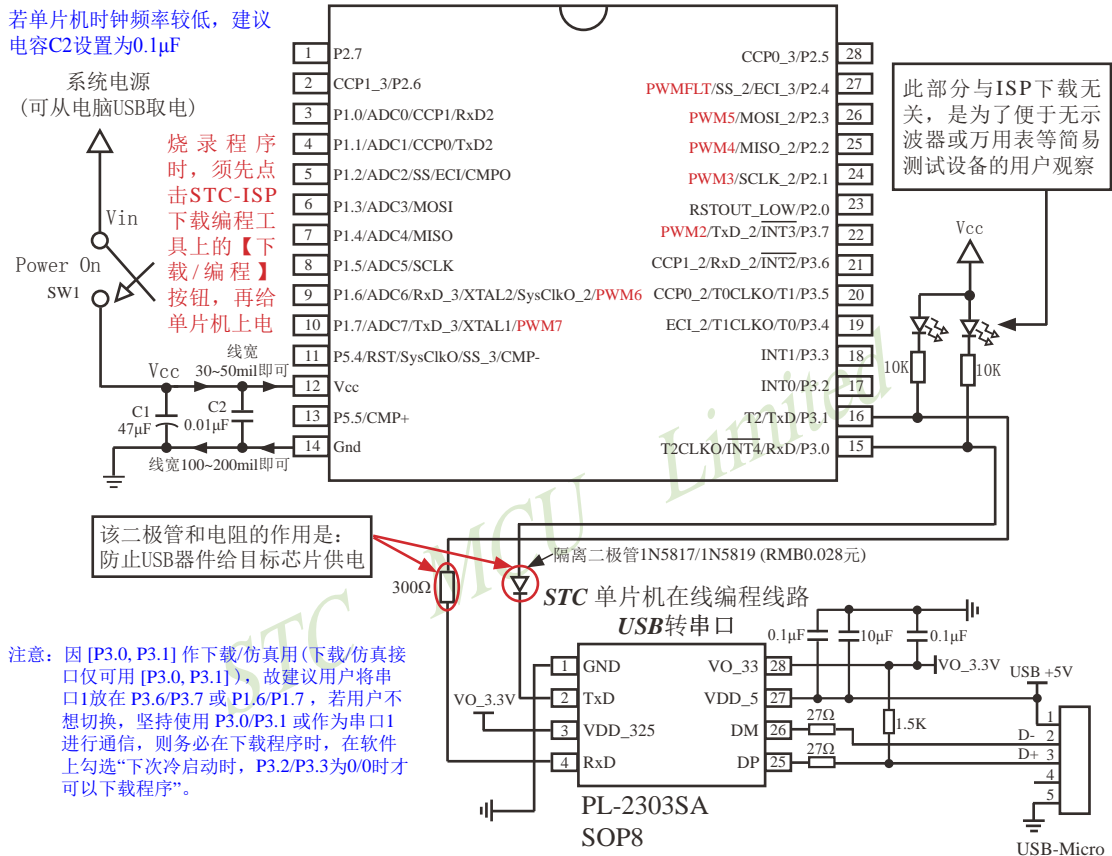 若单片机时钟频率较低，建议
电容C2设置为0.1μF
系统电源
(可从电脑USB取电)
Vin
Power On
SW1
烧录程序
时，须先点
击STC-ISP
下载编程工
具上的【下
载/编程】
按钮，再给
单片机上电
Vcc
线宽
30~50mil即可
C1
47μF
C2
0.01μF
线宽100~200mil即可
1 P2.7
2 CCP1_3/P2.6
3 P1.0/ADC0/CCP1/RxD2
4 P1.1/ADC1/CCP0/TxD2
5 P1.2/ADC2/SS/ECI/CMPO
6 P1.3/ADC3/MOSI
7 P1.4/ADC4/MISO
8 P1.5/ADC5/SCLK
9 P1.6/ADC6/RxD_3/XTAL2/SysClkO_2/PWM6
10 P1.7/ADC7/TxD_3/XTAL1/PWM7
11 P5.4/RST/SysClkO/SS_3/CMP-
12 Vcc
13 P5.5/CMP+
14 Gnd
CCP0_3/P2.5 28
PWMFLT/SS_2/ECI_3/P2.4 27
PWM5/MOSI_2/P2.3 26
PWM4/MISO_2/P2.2 25
PWM3/SCLK_2/P2.1 24
RSTOUT_LOW/P2.0 23
PWM2/TxD_2/INT3/P3.7 22
CCP1_2/RxD_2/INT2/P3.6 21
CCP0_2/T0CLKO/T1/P3.5 20
ECI_2/T1CLKO/T0/P3.4 19
INT1/P3.3 18
INT0/P3.2 17
T2/TxD/P3.1 16
T2CLKO/INT4/RxD/P3.0 15
此部分与ISP下载无
关，是为了便于无示
波器或万用表等简易
测试设备的用户观察
Vcc
10K
10K
STC MCU Limited
该二极管和电阻的作用是：
防止USB器件给目标芯片供电
300Ω
隔离二极管1N5817/1N5819 (RMB0.028元)
STC 单片机在线编程线路
USB转串口
注意：因 [P3.0, P3.1] 作下载/仿真用(下载/仿真接
口仅可用 [P3.0, P3.1])，故建议用户将串
口1放在 P3.6/P3.7 或 P1.6/P1.7，若用户不
想切换，坚持使用 P3.0/P3.1 或作为串口1
进行通信，则务必在下载程序时，在软件
上勾选“下次冷启动时，P3.2/P3.3为0/0时才
可以下载程序”。
VO_3.3V
1 GND
2 TxD
3 VDD_325
4 RxD
VO_33 28
VDD_5 27
DM 26
DP 25
PL-2303SA
SOP8
0.1μF
10μF
0.1μF
VO_3.3V
1.5K
27Ω
27Ω
USB +5V
1
D- 2
D+ 3
4
5
USB-Micro